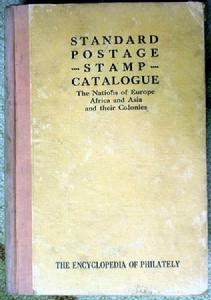 STANDARD
POSTAGE
STAMP
CATALOGUE
The Nations of Europe
Africa and Asia
and their Colonies
THE ENCYCLOPEDIA OF PHILATELY